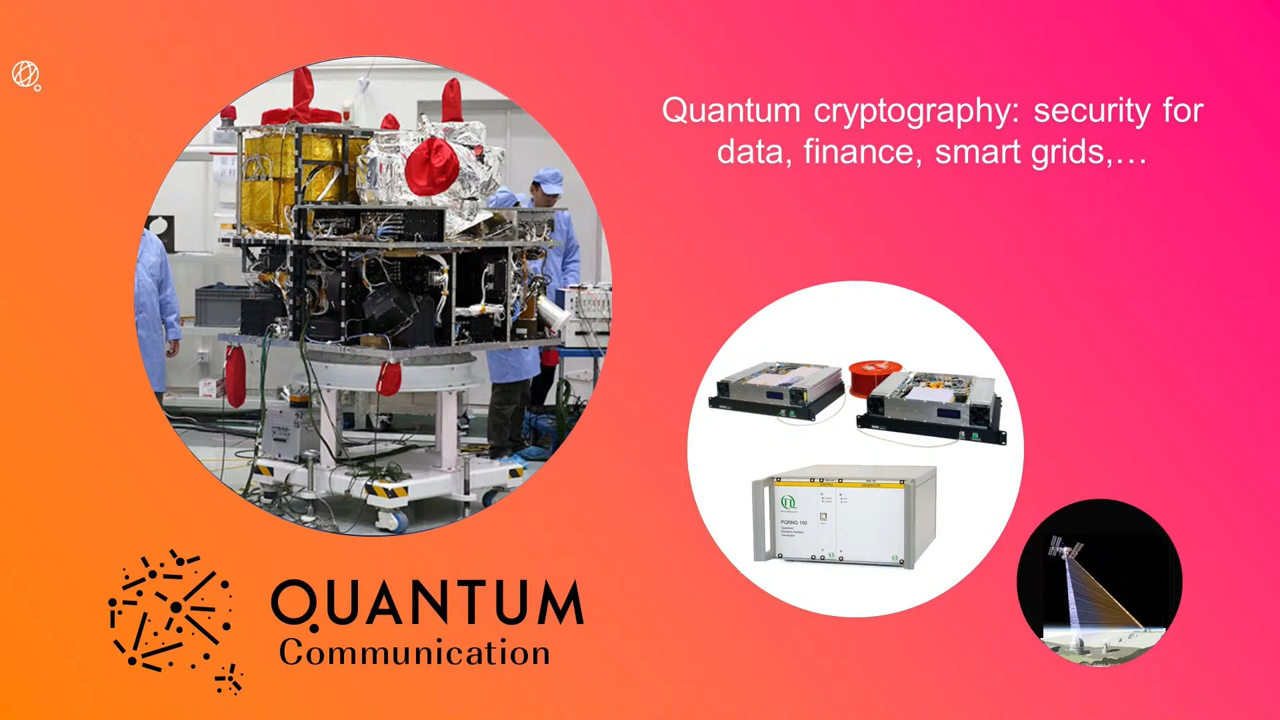 Quantum cryptography: security for
data, finance, smart grids,…
PQRNG 150
QUANTUM
Communication